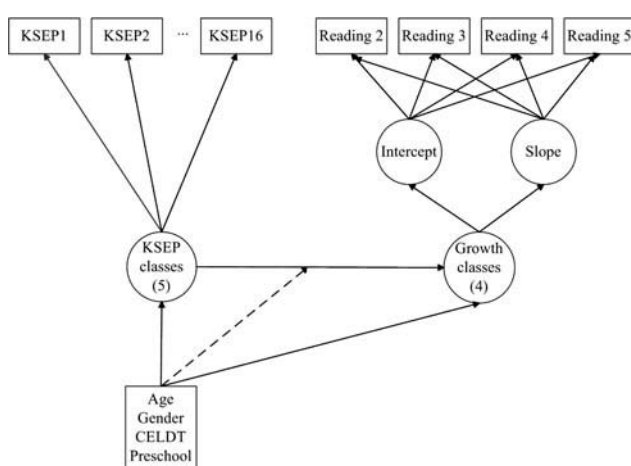 KSEP1 KSEP2 ... KSEP16 Reading 2 Reading 3 Reading 4 Reading 5
Intercept Slope
KSEP
classes
(5)
Growth
classes
(4)
Age
Gender
CELDT
Preschool